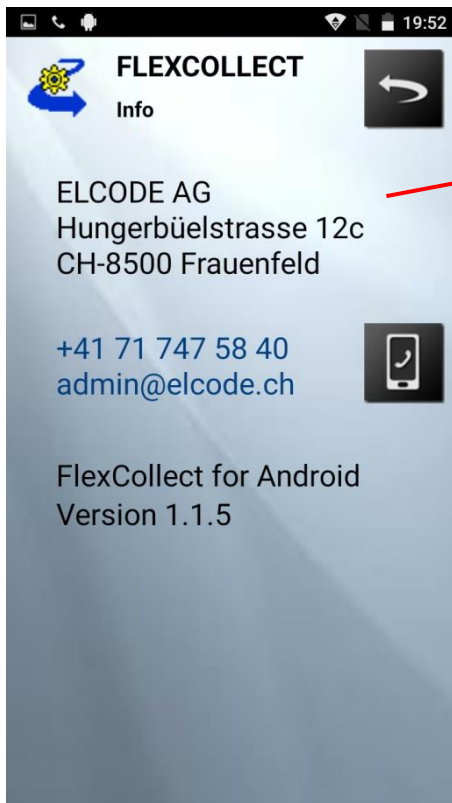 19:52
FLEXCOLLECT
Info
ELCODE AG
Hungerbüelstrasse 12c
CH-8500 Frauenfeld
+41 71 747 58 40
admin@elcode.ch
FlexCollect for Android
Version 1.1.5